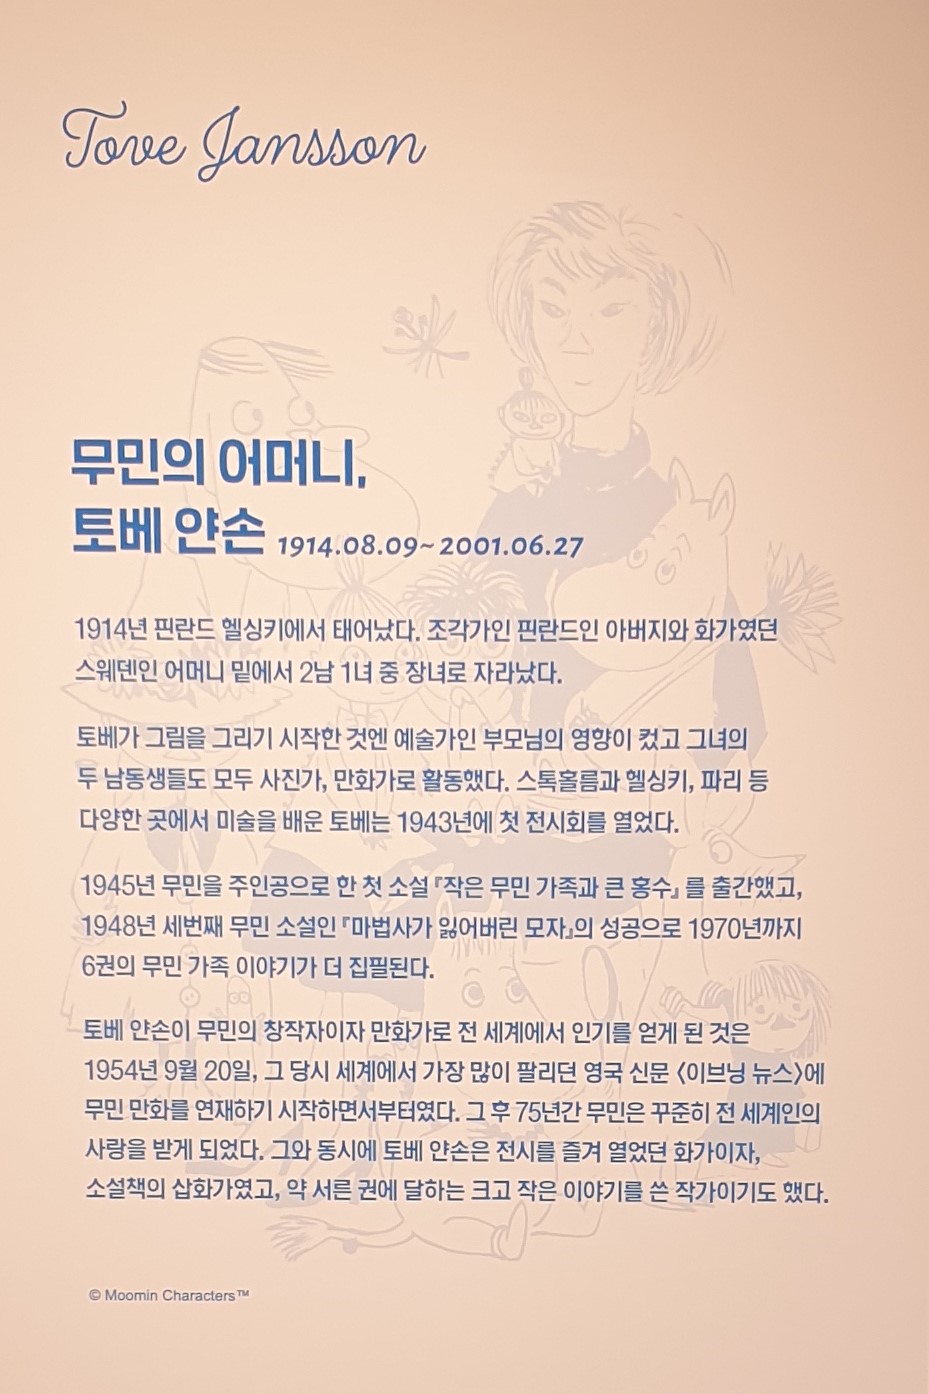 Tove Jansson
무민의 어머니,
토베 얀손 1914.08.09~2001.06.27
1914년 핀란드 헬싱키에서 태어났다. 조각가인 핀란드인 아버지와 화가였던
스웨덴인 어머니 밑에서 2남 1녀 중 장녀로 자라났다.
토베가 그림을 그리기 시작한 것엔 예술가인 부모님의 영향이 컸고 그녀의
두 남동생들도 모두 사진가, 만화가로 활동했다. 스톡홀름과 헬싱키, 파리 등
다양한 곳에서 미술을 배운 토베는 1943년에 첫 전시회를 열었다.
1945년 무민을 주인공으로 한 첫 소설 『작은 무민 가족과 큰 홍수』 를 출간했고,
1948년 세번째 무민 소설인 『마법사가 잃어버린 모자』의 성공으로 1970년까지
6권의 무민 가족 이야기가 더 집필된다.
토베 얀손이 무민의 창작자이자 만화가로 전 세계에서 인기를 얻게 된 것은
1954년 9월 20일, 그 당시 세계에서 가장 많이 팔리던 영국 신문 〈이브닝 뉴스〉에
무민 만화를 연재하기 시작하면서부터였다. 그 후 75년간 무민은 꾸준히 전 세계인의
사랑을 받게 되었다. 그와 동시에 토베 얀손은 전시를 즐겨 열었던 화가이자,
소설책의 삽화가였고, 약 서른 권에 달하는 크고 작은 이야기를 쓴 작가이기도 했다.
© Moomin Characters™